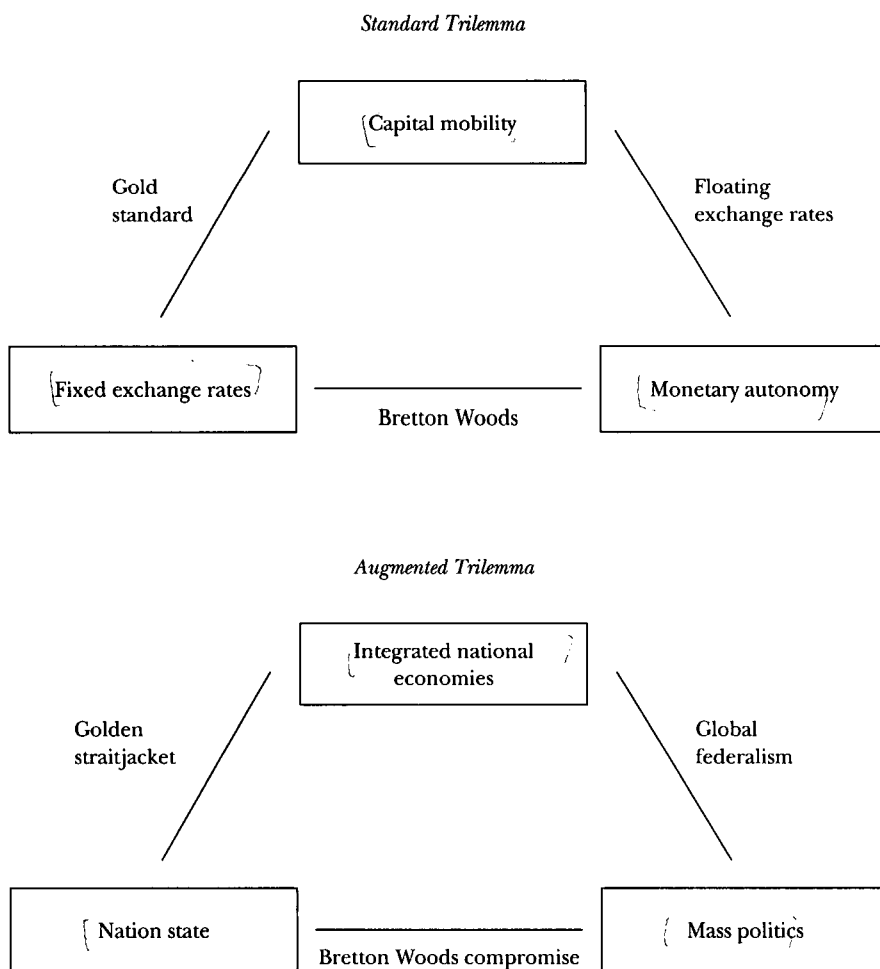 Standard Trilemma
Capital mobility
Gold
standard
Floating
exchange rates
Fixed exchange rates
Monetary autonomy
Bretton Woods
Augmented Trilemma
Integrated national
economies
Golden
straitjacket
Global
federalism
Nation state
Mass politics
Bretton Woods compromise